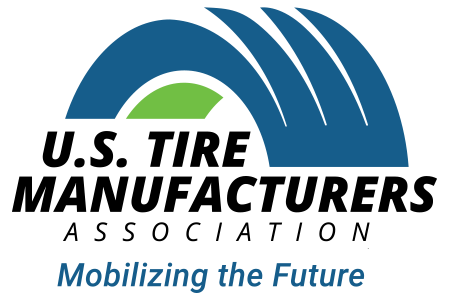 U.S. TIRE
MANUFACTURERS
ASSOCIATION
Mobilizing the Future